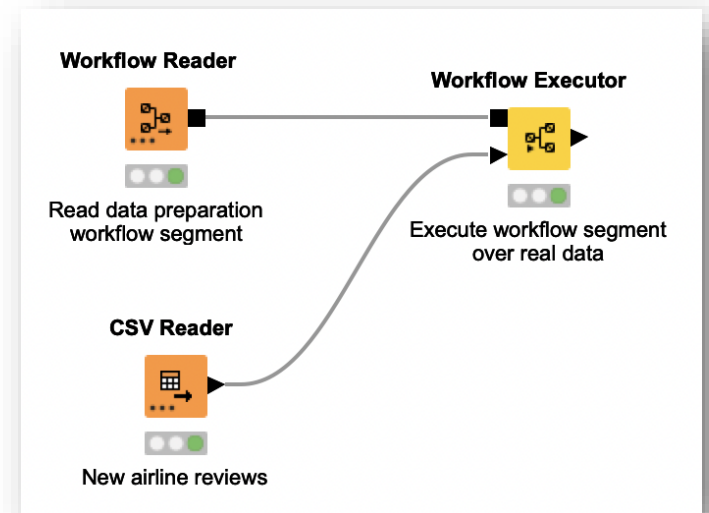 Workflow Reader
Read data preparation
workflow segment
Workflow Executor
Execute workflow segment
over real data
CSV Reader
New airline reviews